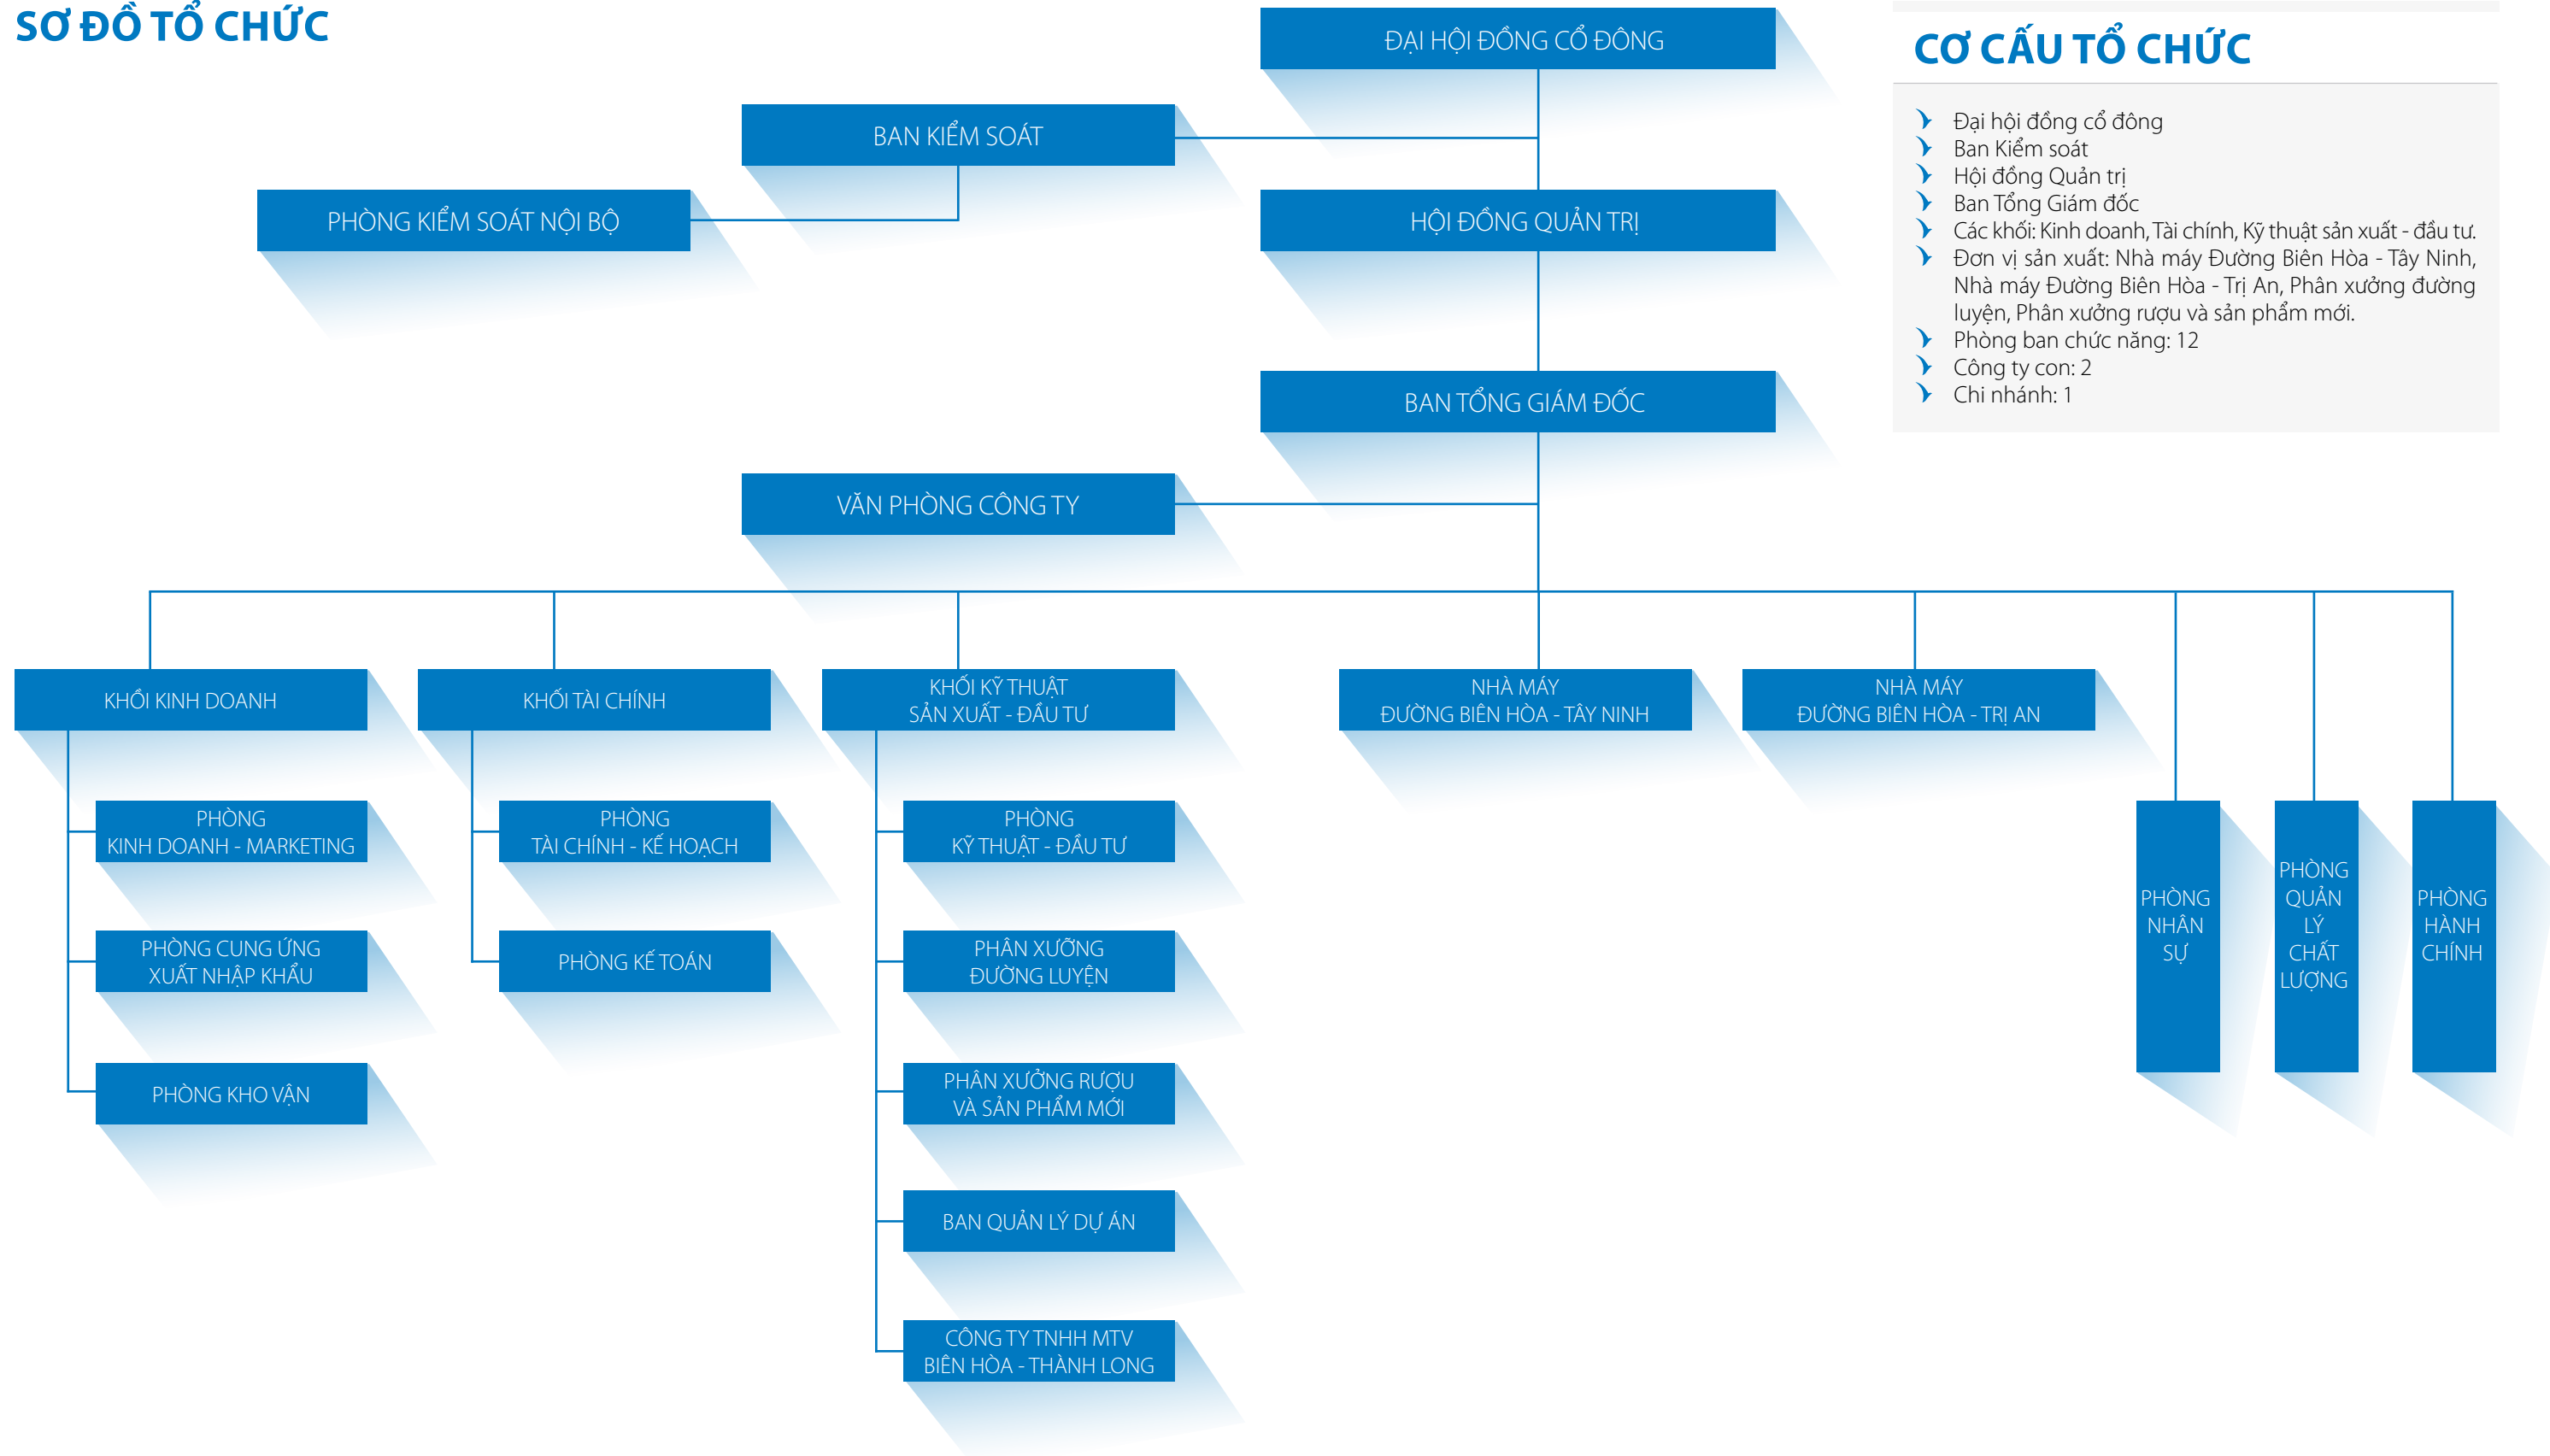 SƠ ĐỒ TỔ CHỨC
ĐẠI HỘI ĐỒNG CỔ ĐÔNG
BAN KIỂM SOÁT
PHÒNG KIỂM SOÁT NỘI BỘ
HỘI ĐỒNG QUẢN TRỊ
BAN TỔNG GIÁM ĐỐC
VĂN PHÒNG CÔNG TY
CƠ CẤU TỔ CHỨC
Đại hội đồng cổ đông
Ban Kiểm soát
Hội đồng Quản trị
Ban Tổng Giám đốc
Các khối: Kinh doanh, Tài chính, Kỹ thuật sản xuất - đầu tư.
Đơn vị sản xuất: Nhà máy Đường Biên Hòa - Tây Ninh,
Nhà máy Đường Biên Hòa - Trị An, Phân xưởng đường
luyện, Phân xưởng rượu và sản phẩm mới.
Phòng ban chức năng: 12
Công ty con: 2
Chi nhánh: 1
KHỒI KINH DOANH
PHÒNG
KINH DOANH - MARKETING
PHÒNG CUNG ỨNG
XUẤT NHẬP KHẨU
PHÒNG KHO VẬN
KHỐI TÀI CHÍNH
PHÒNG
TÀI CHÍNH - KẾ HOẠCH
PHÒNG KẾ TOÁN
KHỐI KỸ THUẬT
SẢN XUẤT - ĐẦU TƯ
PHÒNG
KỸ THUẬT - ĐẦU TƯ
PHÂN XƯỠNG
ĐƯỜNG LUYỆN
PHÂN XƯỞNG RƯỢU
VÀ SẢN PHẨM MỚI
BAN QUẢN LÝ DỰ ÁN
CÔNG TY TNHH MTV
BIÊN HÒA - THÀNH LONG
NHÀ MÁY
ĐƯỜNG BIÊN HÒA - TÂY NINH
NHÀ MÁY
ĐƯỜNG BIÊN HÒA - TRỊ AN
PHÒNG
NHÂN
SỰ
PHÒNG
QUẢN
LÝ
CHẤT
LƯỢNG
PHÒNG
HÀNH
CHÍNH